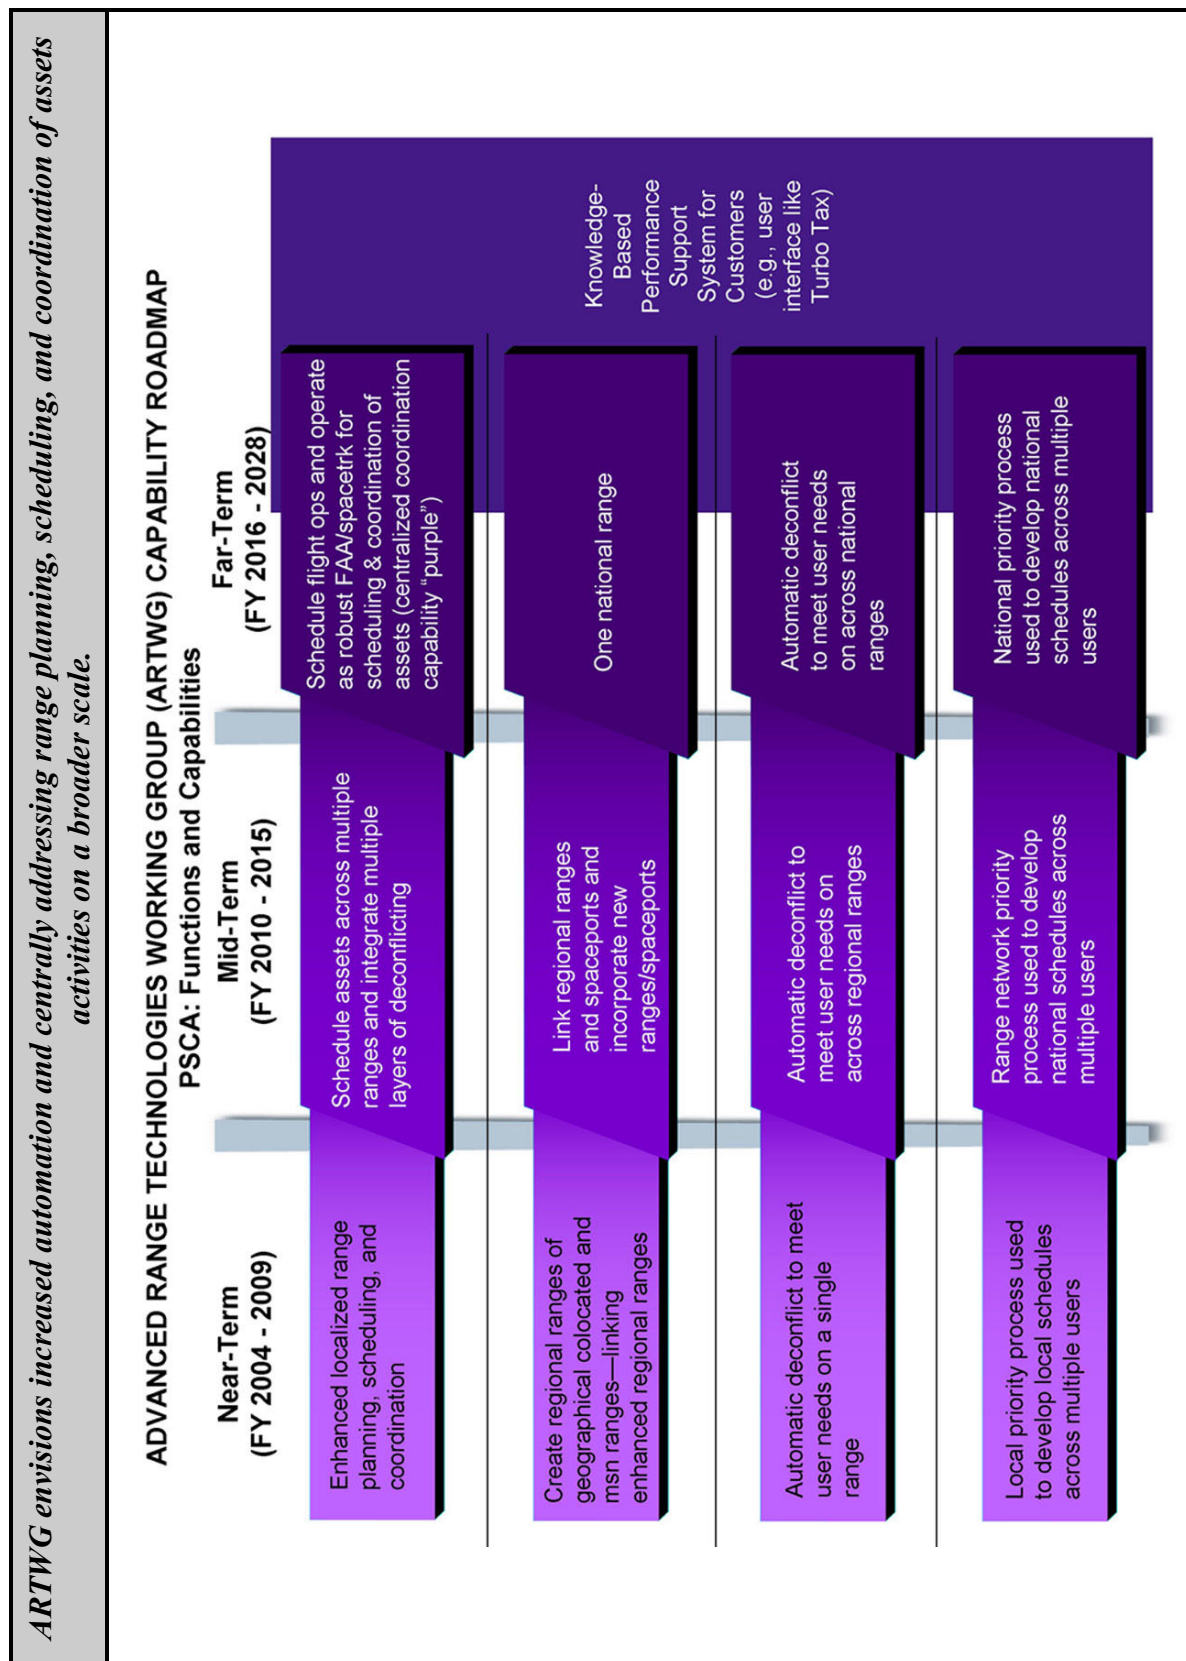 ARTWG envisions increased automation and centrally addressing range planning, scheduling, and coordination of assets
activities on a broader scale.
ADVANCED RANGE TECHNOLOGIES WORKING GROUP (ARTWG) CAPABILITY ROADMAP
PSCA: Functions and Capabilities
Near-Term
(FY 2004 - 2009)
Mid-Term
(FY 2010 - 2015)
Far-Term
(FY 2016 - 2028)
Enhanced localized range
planning, scheduling, and
coordination
Schedule assets across multiple
ranges and integrate multiple
layers of deconflicting
Schedule flight ops and operate
as robust FAA/spacetrk for
scheduling & coordination of
assets (centralized coordination
capability “purple”)
Create regional ranges of
geographical colocated and
msn ranges—linking
enhanced regional ranges
Link regional ranges
and spaceports and
incorporate new
ranges/spaceports
One national range
Automatic deconflict to meet
user needs on a single
range
Automatic deconflict to
meet user needs on
across regional ranges
Automatic deconflict
to meet user needs
on across national
ranges
Local priority process used
to develop local schedules
across multiple users
Range network priority
process used to develop
national schedules across
multiple users
National priority process
used to develop national
schedules across multiple
users
Knowledge-
Based
Performance
Support
System for
Customers
(e.g., user
interface like
Turbo Tax)